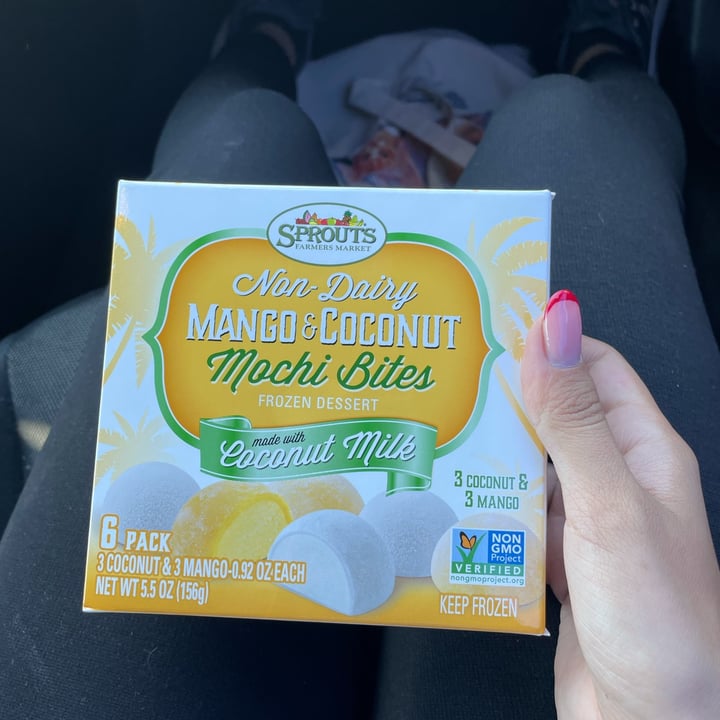 SPROUTS
FARMERS MARKET
Non-Dairy
MANGO & COCONUT
Mochi Bites
FROZEN DESSERT
made with
Coconut Milk
3 COCONUT &
3 MANGO
6 PACK
3 COCONUT & 3 MANGO-0.92 OZ EACH
NET WT 5.5 OZ (156g)
NON
GMO
Project
VERIFIED
nongmoproject.org
KEEP FROZEN